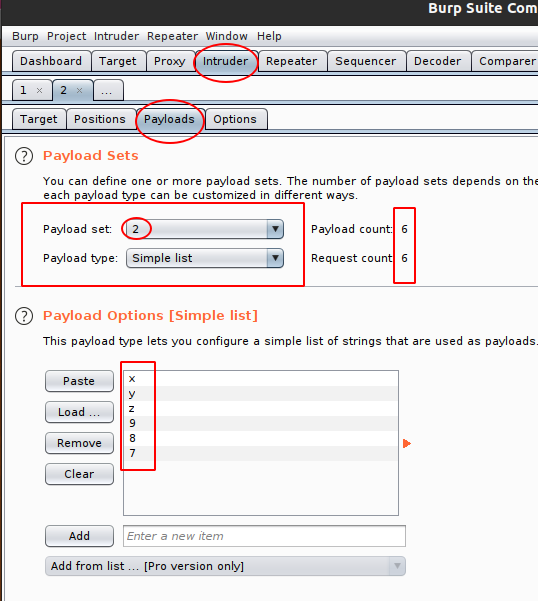 Burp Suite Com
Burp Project Intruder Repeater Window Help
Dashboard Target Proxy Intruder Repeater Sequencer Decoder Comparer
1 × 2 × ...
Target Positions Payloads Options
? Payload Sets
You can define one or more payload sets. The number of payload sets depends on the
each payload type can be customized in different ways.
Payload set: 2 Payload count: 6
Payload type: Simple list Request count: 6
? Payload Options [Simple list]
This payload type lets you configure a simple list of strings that are used as payloads.
Paste
Load ...
Remove
Clear
x
y
z
9
8
7
Add Enter a new item
Add from list ... [Pro version only]